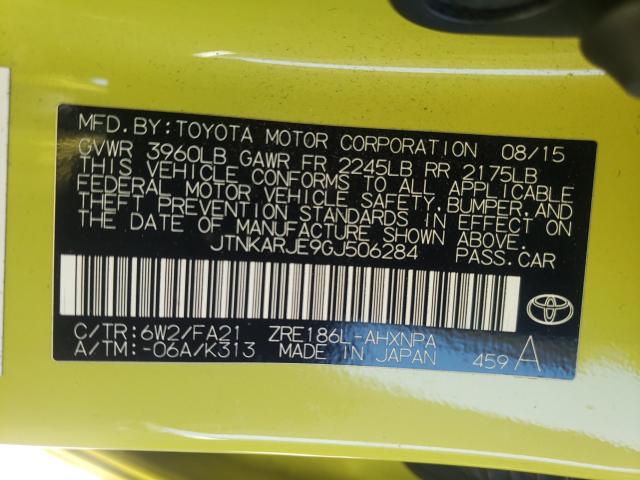 MFD.BY:TOYOTA MOTOR CORPORATION 08/15
GVWR 3960LB GAWR FR 2245LB RR 2175LB
THIS VEHICLE CONFORMS TO ALL APPLICABLE
FEDERAL MOTOR VEHICLE SAFETY,BUMPER,AND
THEFT PREVENTION STANDARDS IN EFFECT ON
THE DATE OF MANUFACTURE SHOWN ABOVE.
JTNKARJE9GJ506284 PASS.CAR
C/TR:6W2/FA21 ZRE186L-AHXNPA
A/TM:-06A/K313 MADE IN JAPAN 459 A